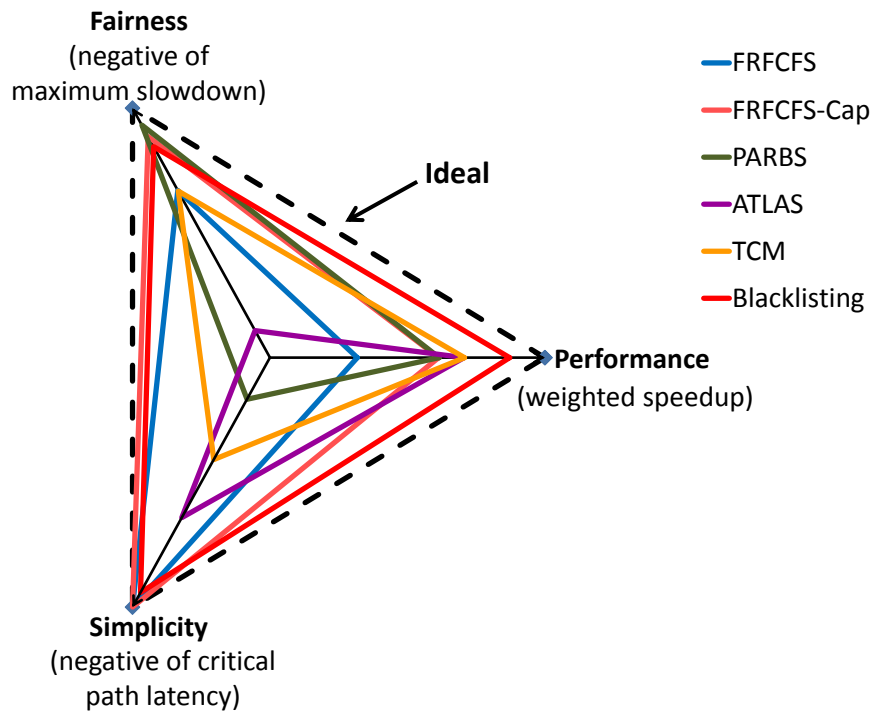 Fairness
(negative of
maximum slowdown)
FRFCFS
FRFCFS-Cap
PARBS
ATLAS
TCM
Blacklisting
Ideal
Performance
(weighted speedup)
Simplicity
(negative of critical
path latency)